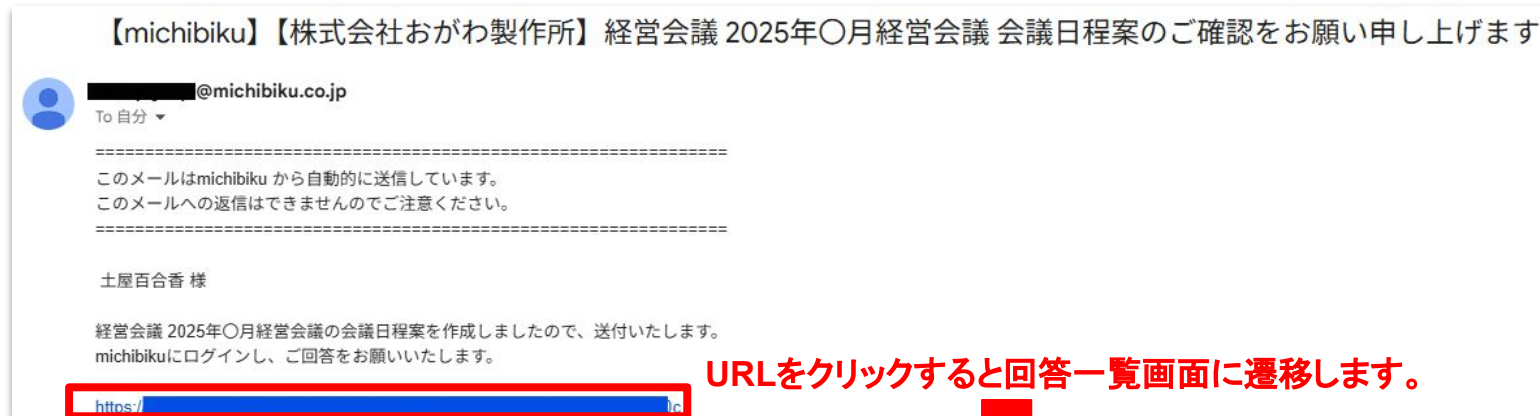 【michibiku】【株式会社おがわ製作所】経営会議 2025年〇月経営会議 会議日程案のご確認をお願い申し上げます
@michibiku.co.jp
To 自分
================================================================
このメールはmichibiku から自動的に送信しています。
このメールへの返信はできませんのでご注意ください。
================================================================
土屋百合香 様
経営会議 2025年〇月経営会議の会議日程案を作成しましたので、送付いたします。
michibikuにログインし、ご回答をお願いいたします。
URLをクリックすると回答一覧画面に遷移します。
https:/